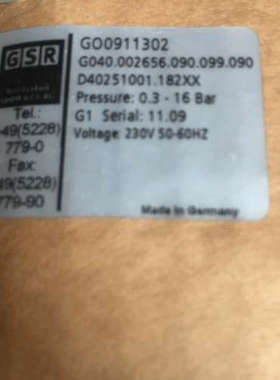 GSR
Tel.:
-49(5228)
779-0
Fax:
49(5228)
779-90
GO0911302
G040.002656.090.099.090
D40251001.182XX
Pressure: 0.3 - 16 Bar
G1 Serial: 11.09
Voltage: 230V 50-60HZ
Made in Germany